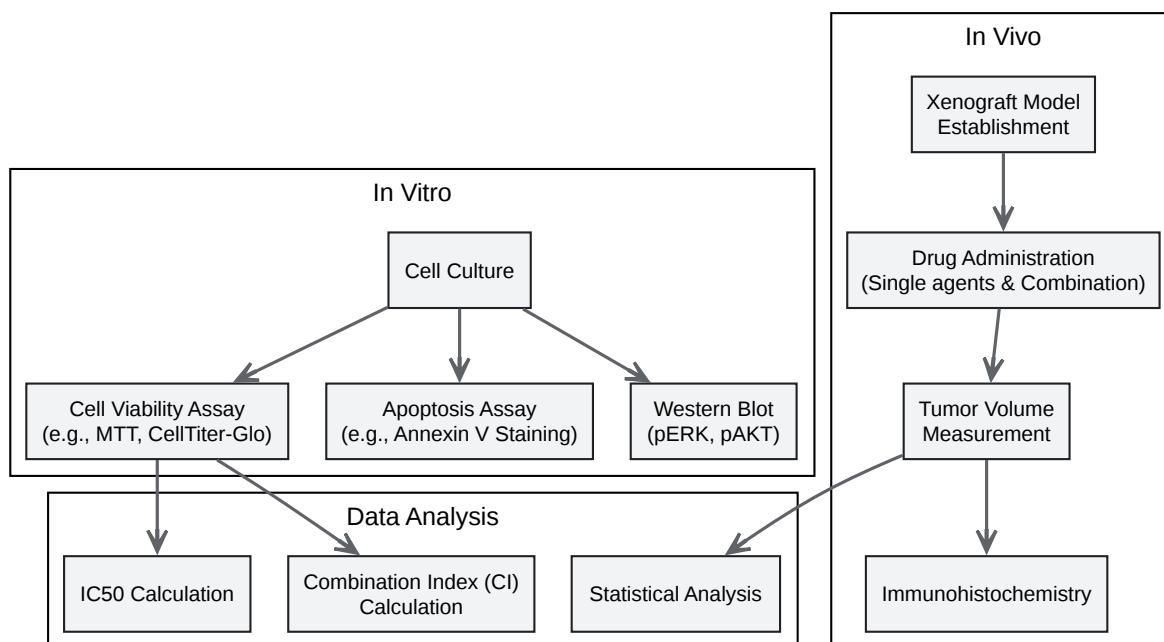 In Vivo
Xenograft Model
Establishment
In Vitro
Cell Culture
Drug Administration
(Single agents & Combination)
Cell Viability Assay
(e.g., MTT, CellTiter-Glo)
Apoptosis Assay
(e.g., Annexin V Staining)
Western Blot
(pERK, pAKT)
Tumor Volume
Measurement
Data Analysis
IC50 Calculation
Combination Index (CI)
Calculation
Statistical Analysis
Immunohistochemistry